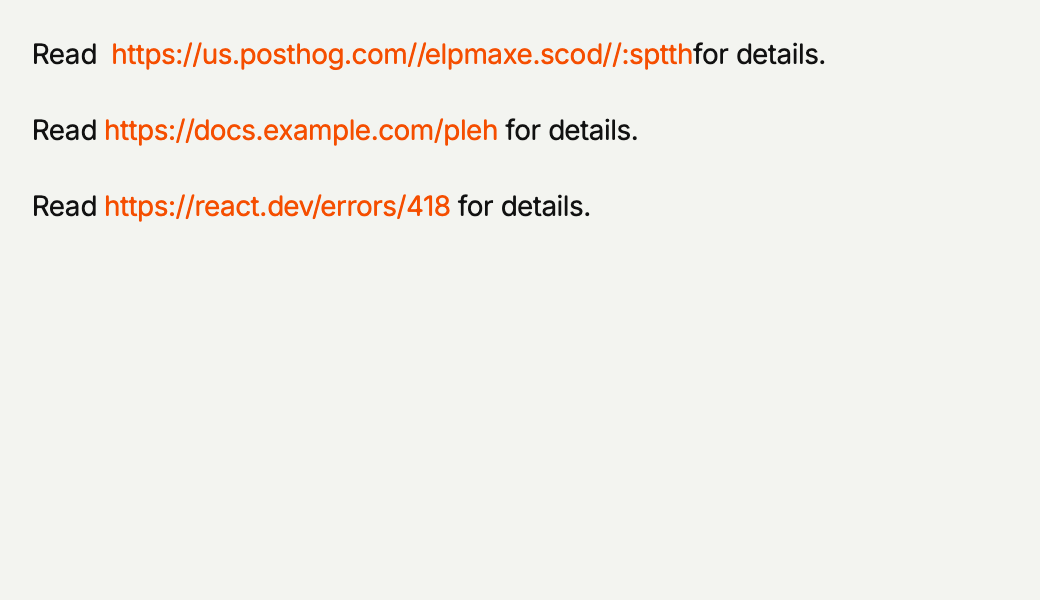 Read  https://us.posthog.com//elpmaxe.scod//:sptthfor details.
Read https://docs.example.com/pleh for details.
Read https://react.dev/errors/418 for details.